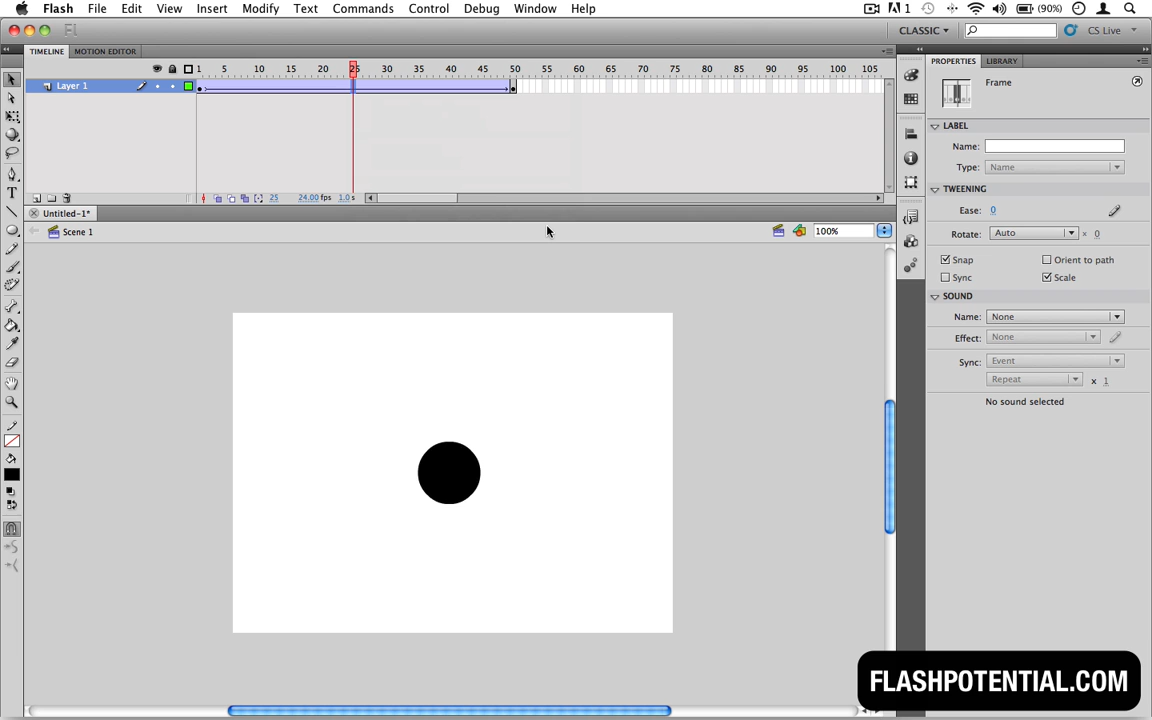 Flash File Edit View Insert Modify Text Commands Control Debug Window Help 1 (90%)
Fl CLASSIC CS Live
TIMELINE MOTION EDITOR PROPERTIES LIBRARY
1 5 10 15 20 25 30 35 40 45 50 55 60 65 70 75 80 85 90 95 100 105
Layer 1
Frame
LABEL
Name:
Type: Name
TWEENING
25 24.00 fps 1.0 s
Ease: 0
Untitled-1*
Scene 1 100%
Rotate: Auto x 0
Snap Orient to path
Sync Scale
SOUND
Name: None
Effect: None
Sync: Event
Repeat x 1
No sound selected
FLASHPOTENTIAL.COM